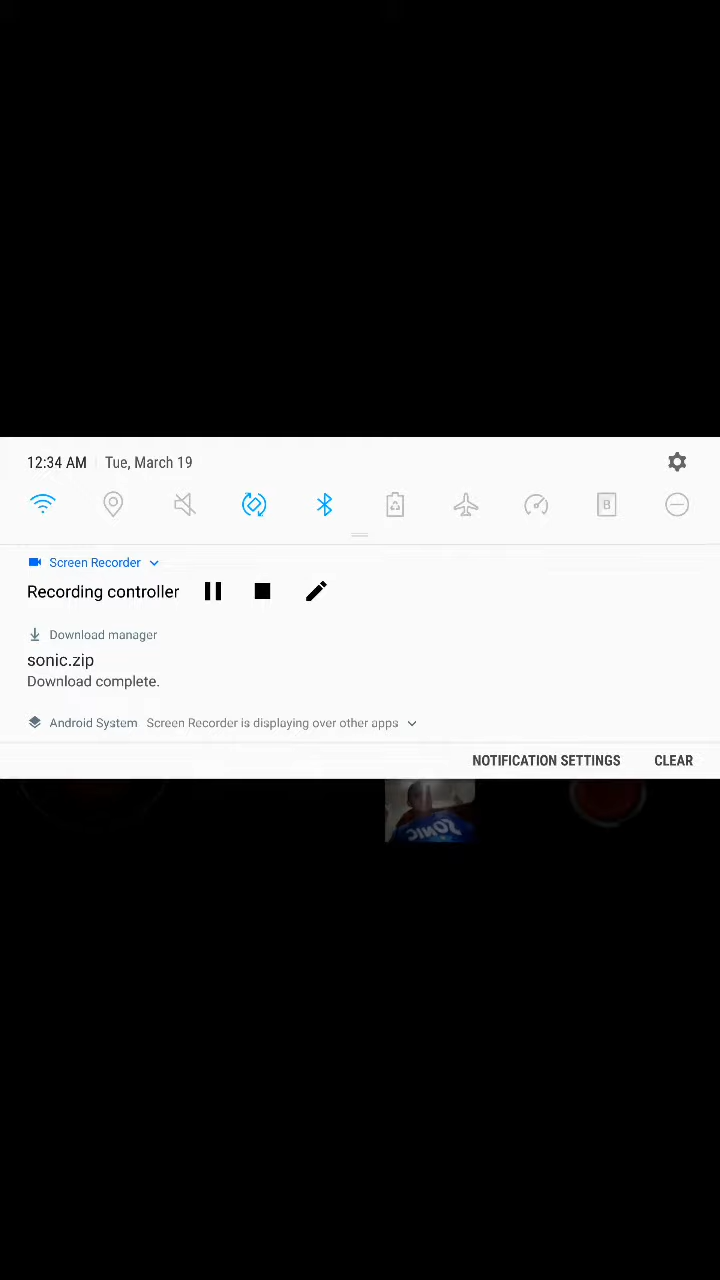 12:34 AM Tue, March 19
B
Screen Recorder
Recording controller
Download manager
sonic.zip
Download complete.
Android System Screen Recorder is displaying over other apps
NOTIFICATION SETTINGS CLEAR
SONIC